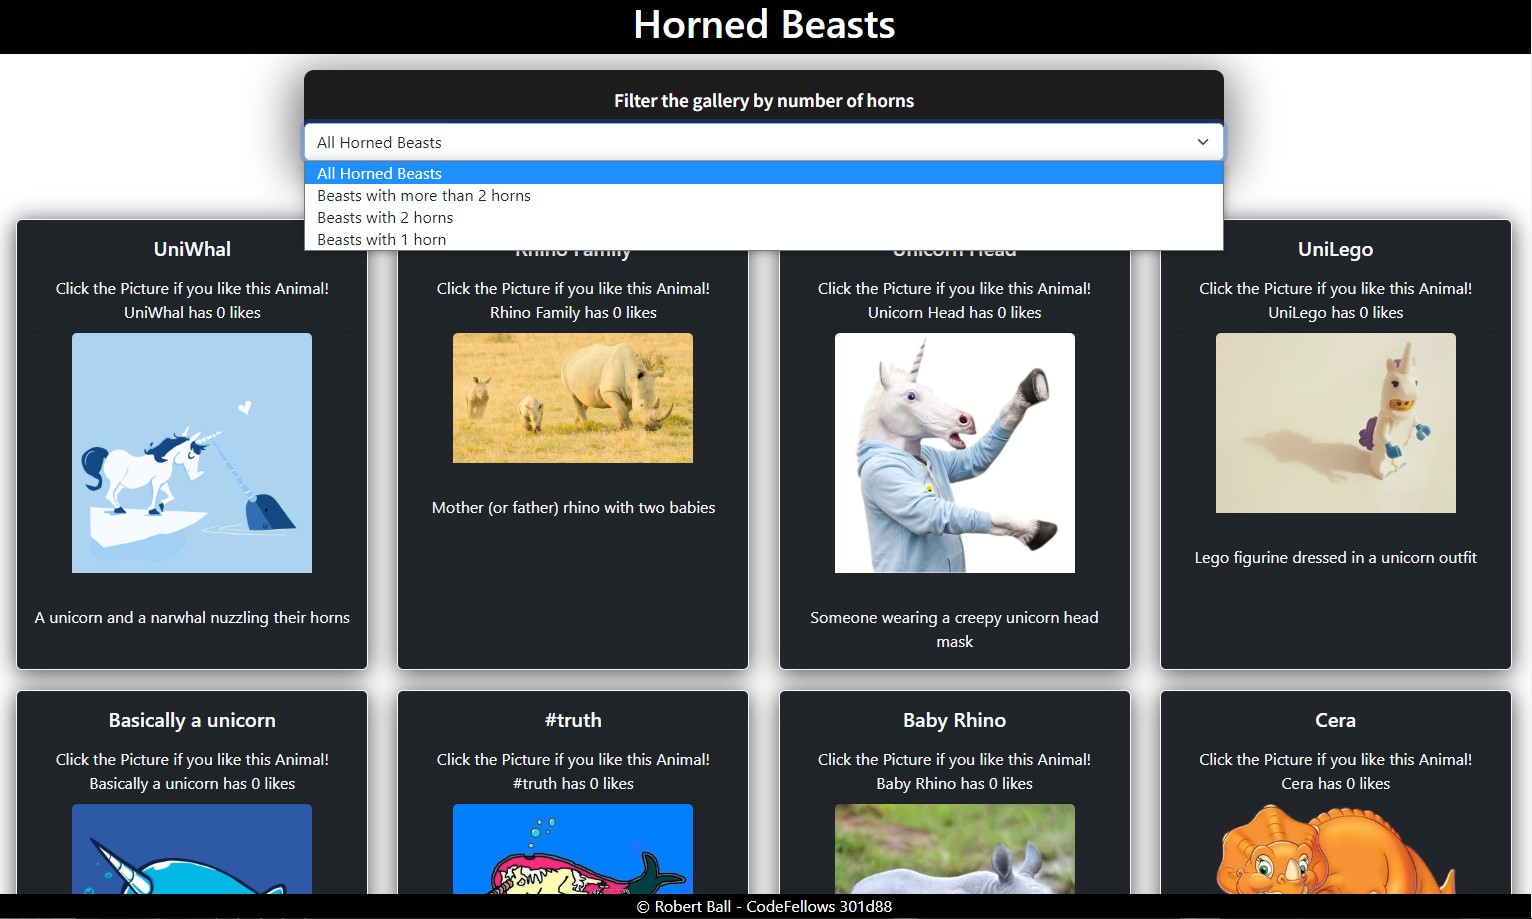 Horned Beasts
Filter the gallery by number of horns
All Horned Beasts
All Horned Beasts
Beasts with more than 2 horns
Beasts with 2 horns
Beasts with 1 horn
UniWhal
Click the Picture if you like this Animal!
UniWhal has 0 likes
A unicorn and a narwhal nuzzling their horns
Rhino Family
Click the Picture if you like this Animal!
Rhino Family has 0 likes
Mother (or father) rhino with two babies
Unicorn Head
Click the Picture if you like this Animal!
Unicorn Head has 0 likes
Someone wearing a creepy unicorn head
mask
UniLego
Click the Picture if you like this Animal!
UniLego has 0 likes
Lego figurine dressed in a unicorn outfit
Basically a unicorn
Click the Picture if you like this Animal!
Basically a unicorn has 0 likes
#truth
Click the Picture if you like this Animal!
#truth has 0 likes
Baby Rhino
Click the Picture if you like this Animal!
Baby Rhino has 0 likes
Cera
Click the Picture if you like this Animal!
Cera has 0 likes
© Robert Ball - CodeFellows 301d88